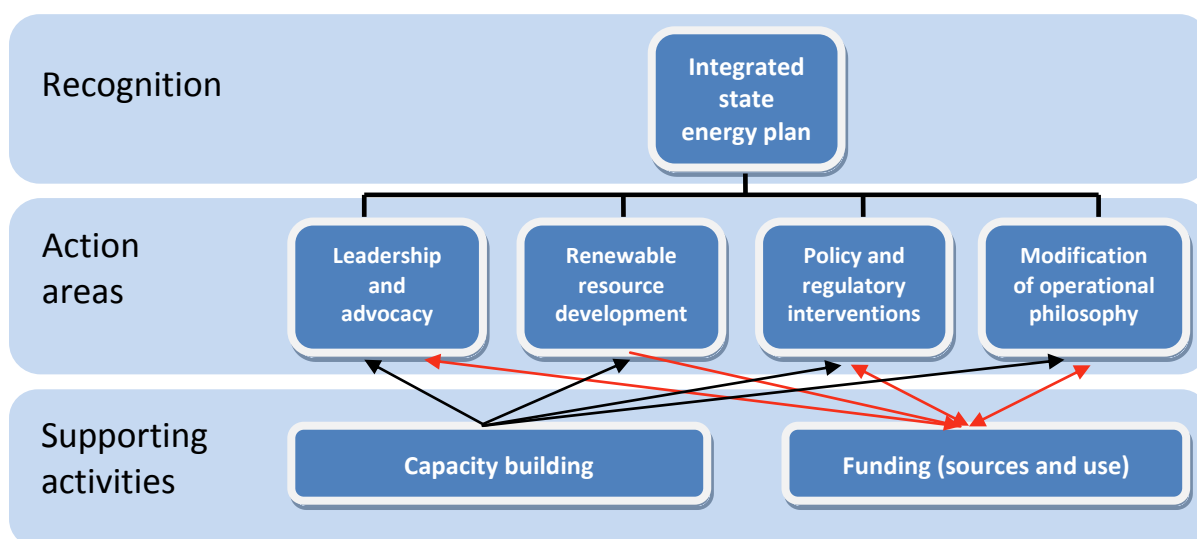 Recognition
Integrated
state
energy plan
Action
areas
Leadership
and
advocacy
Renewable
resource
development
Policy and
regulatory
interventions
Modification
of operational
philosophy
Supporting
activities
Capacity building
Funding (sources and use)